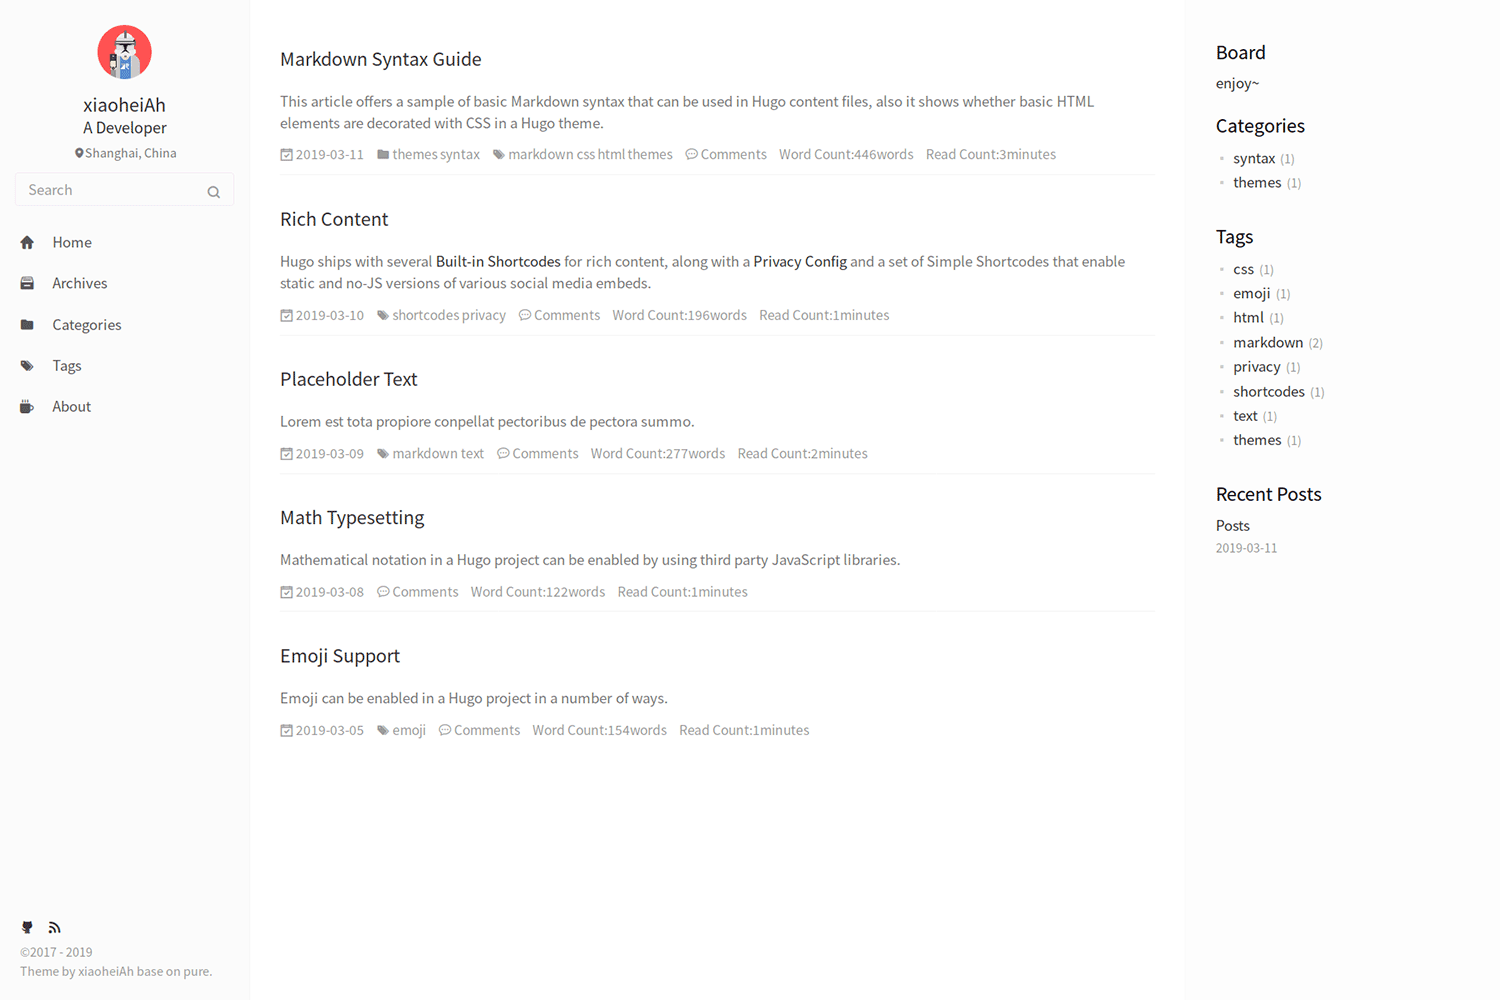 xiaoheiAh
A Developer
Shanghai, China
Search
Home
Archives
Categories
Tags
About
©2017 - 2019
Theme by xiaoheiAh base on pure.
Markdown Syntax Guide
This article offers a sample of basic Markdown syntax that can be used in Hugo content files, also it shows whether basic HTML
elements are decorated with CSS in a Hugo theme.
2019-03-11 themes syntax markdown css html themes Comments Word Count:446words Read Count:3minutes
Rich Content
Hugo ships with several Built-in Shortcodes for rich content, along with a Privacy Config and a set of Simple Shortcodes that enable
static and no-JS versions of various social media embeds.
2019-03-10 shortcodes privacy Comments Word Count:196words Read Count:1minutes
Placeholder Text
Lorem est tota propiore conpellat pectoribus de pectora summo.
2019-03-09 markdown text Comments Word Count:277words Read Count:2minutes
Math Typesetting
Mathematical notation in a Hugo project can be enabled by using third party JavaScript libraries.
2019-03-08 Comments Word Count:122words Read Count:1minutes
Emoji Support
Emoji can be enabled in a Hugo project in a number of ways.
2019-03-05 emoji Comments Word Count:154words Read Count:1minutes
Board
enjoy~
Categories
syntax (1)
themes (1)
Tags
css (1)
emoji (1)
html (1)
markdown (2)
privacy (1)
shortcodes (1)
text (1)
themes (1)
Recent Posts
Posts
2019-03-11